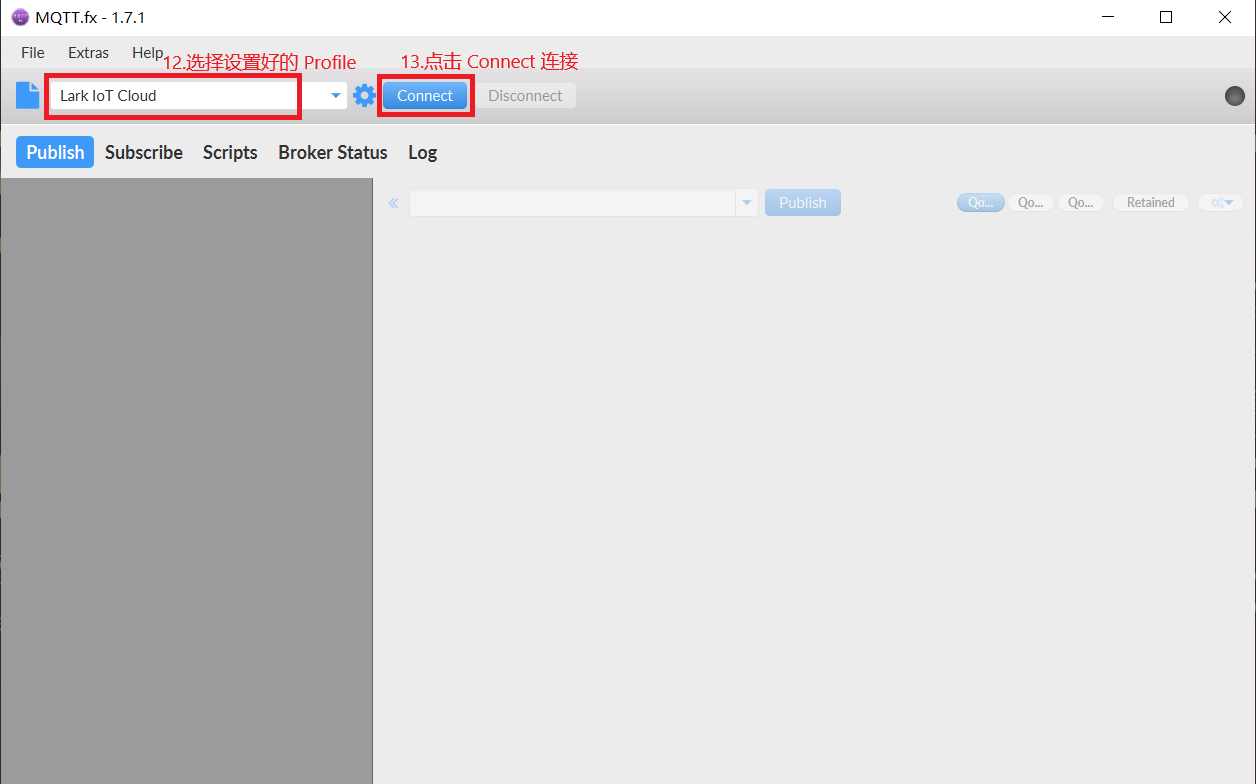 MQTT.fx - 1.7.1
File Extras Help
12.选择设置好的 Profile 13.点击 Connect 连接
Lark IoT Cloud Connect Disconnect
Publish Subscribe Scripts Broker Status Log
Publish Qo... Qo... Qo... Retained